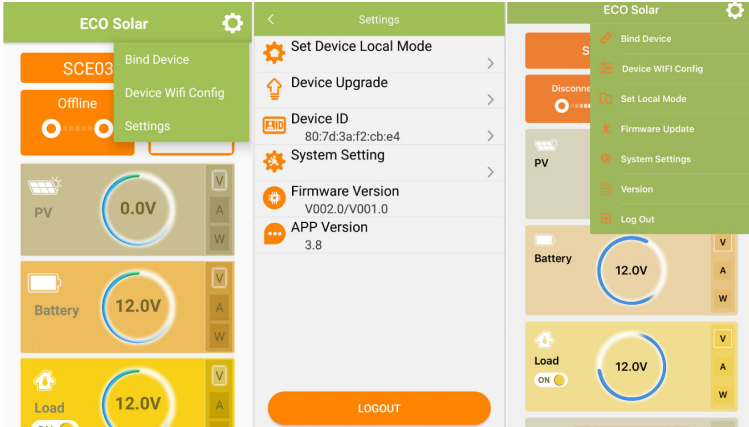 ECO Solar
SCE03
Bind Device
Device Wifi Config
Settings
Offline
PV
0.0V
V
A
W
Battery
12.0V
V
A
W
Load
12.0V
V
A
Settings
Set Device Local Mode
Device Upgrade
Device ID
80:7d:3a:f2:cb:e4
System Setting
Firmware Version
V002.0/V001.0
APP Version
3.8
LOGOUT
ECO Solar
S
Bind Device
Device WIFI Config
Set Local Mode
Firmware Update
System Settings
Version
Log Out
Disconne
PV
Battery
12.0V
V
A
W
Load
ON
12.0V
V
A
W